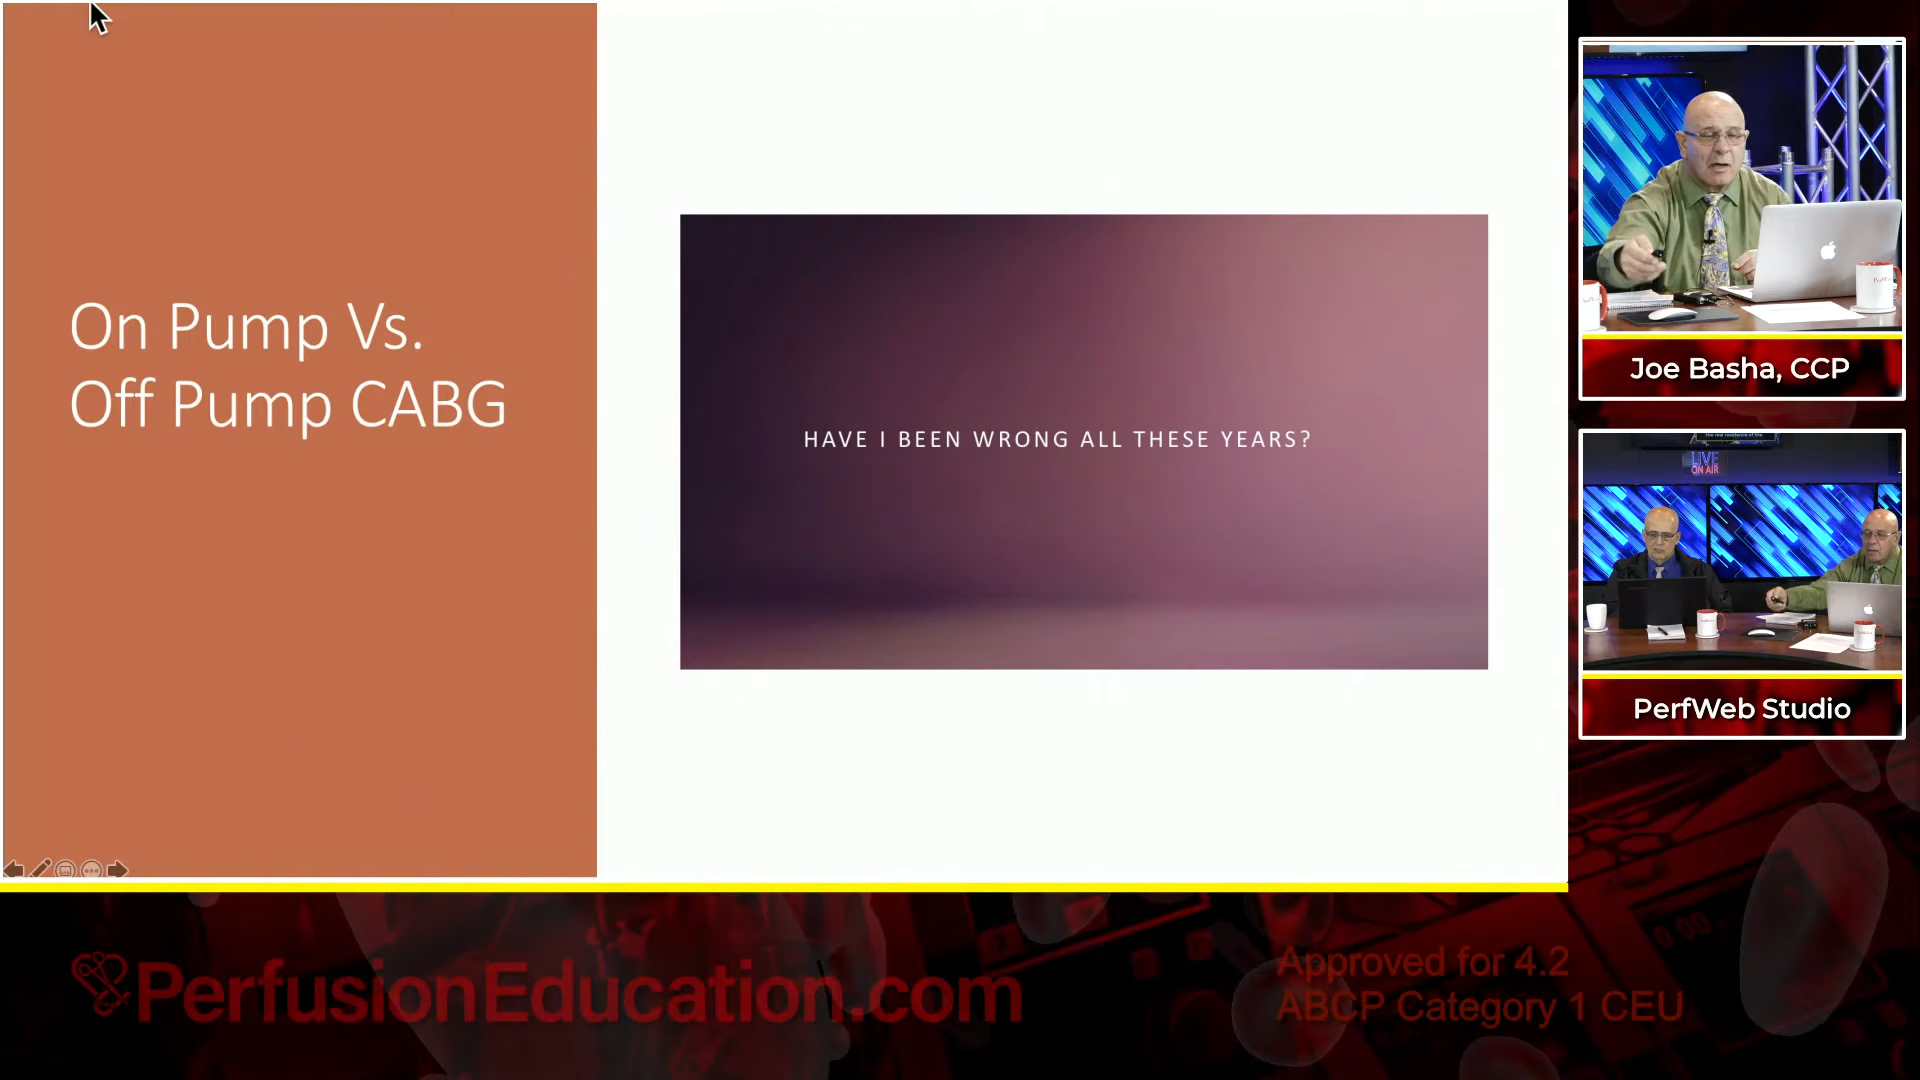 On Pump Vs.
Off Pump CABG
HAVE I BEEN WRONG ALL THESE YEARS?
Joe Basha, CCP
LIVE
ON AIR
PerfWeb Studio
PerfusionEducation.com
Approved for 4.2
ABCP Category 1 CEU